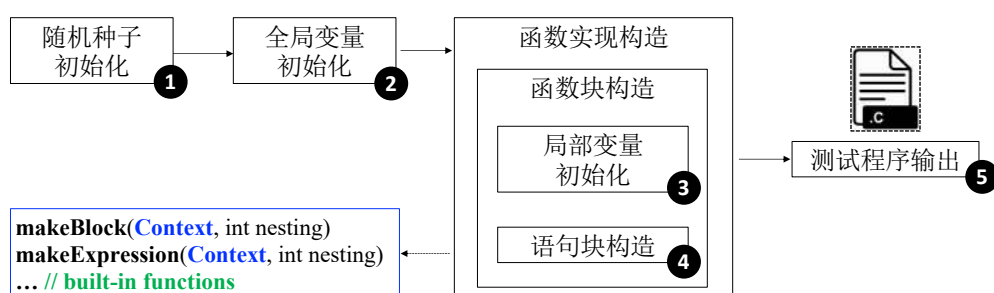 随机种子
初始化
1
全局变量
初始化
2
函数实现构造
函数块构造
局部变量
初始化
3
语句块构造
4
.C
测试程序输出
5
makeBlock(Context, int nesting)
makeExpression(Context, int nesting)
… // built-in functions